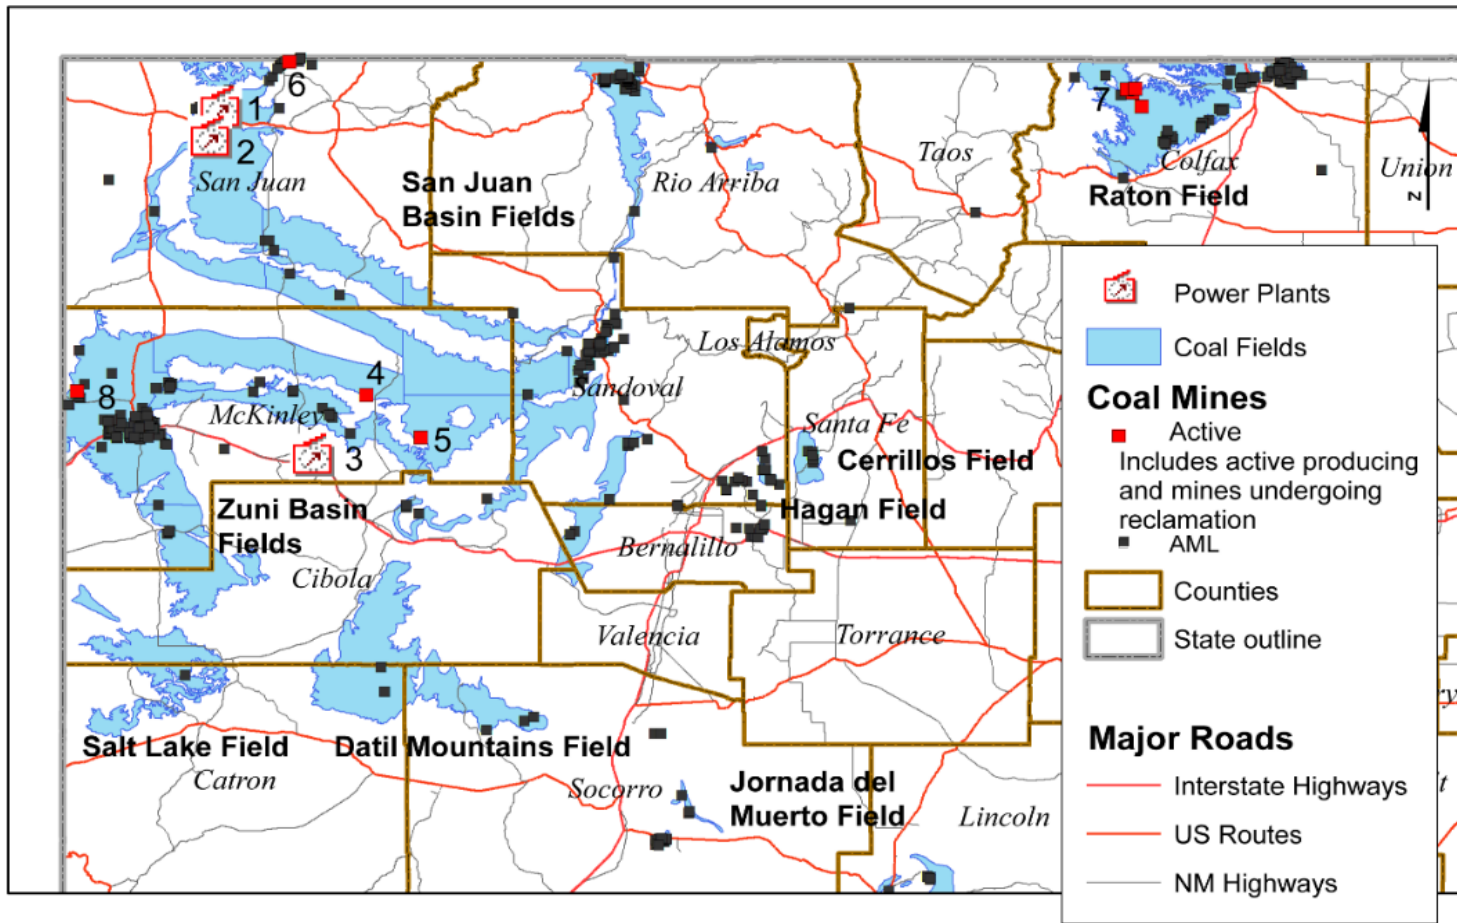 6
1
2
San Juan
San Juan
Basin Fields
Rio Arriba
Taos
7
Colfax
Raton Field
Union
N
Los Alamos
Sandoval
4
8
McKinley
5
3
Santa Fe
Cerrillos Field
Hagan Field
Zuni Basin
Fields
Bernalillo
Cibola
Valencia
Torrance
Salt Lake Field
Datil Mountains Field
Catron
Socorro
Jornada del
Muerto Field
Lincoln
Power Plants
Coal Fields
Coal Mines
Active
Includes active producing
and mines undergoing
reclamation
AML
Counties
State outline
Major Roads
Interstate Highways
US Routes
NM Highways